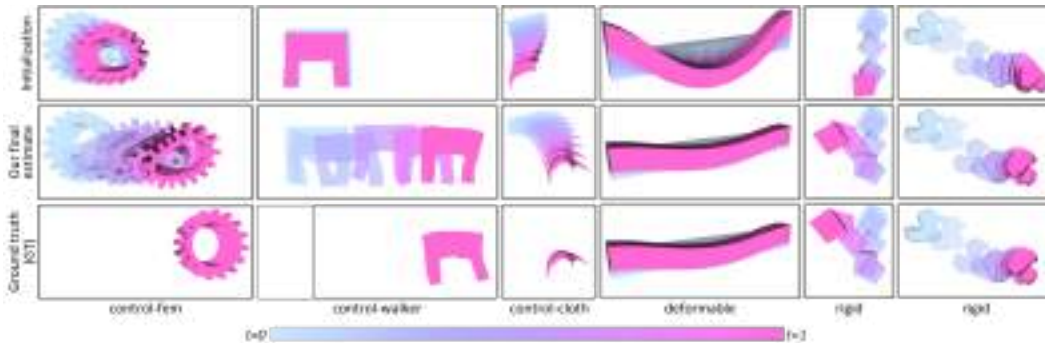 Initialization
Our final
estimate
Ground truth
(GT)
control-fem
control-walker
control-cloth
deformable
rigid
rigid
t=0
t=1